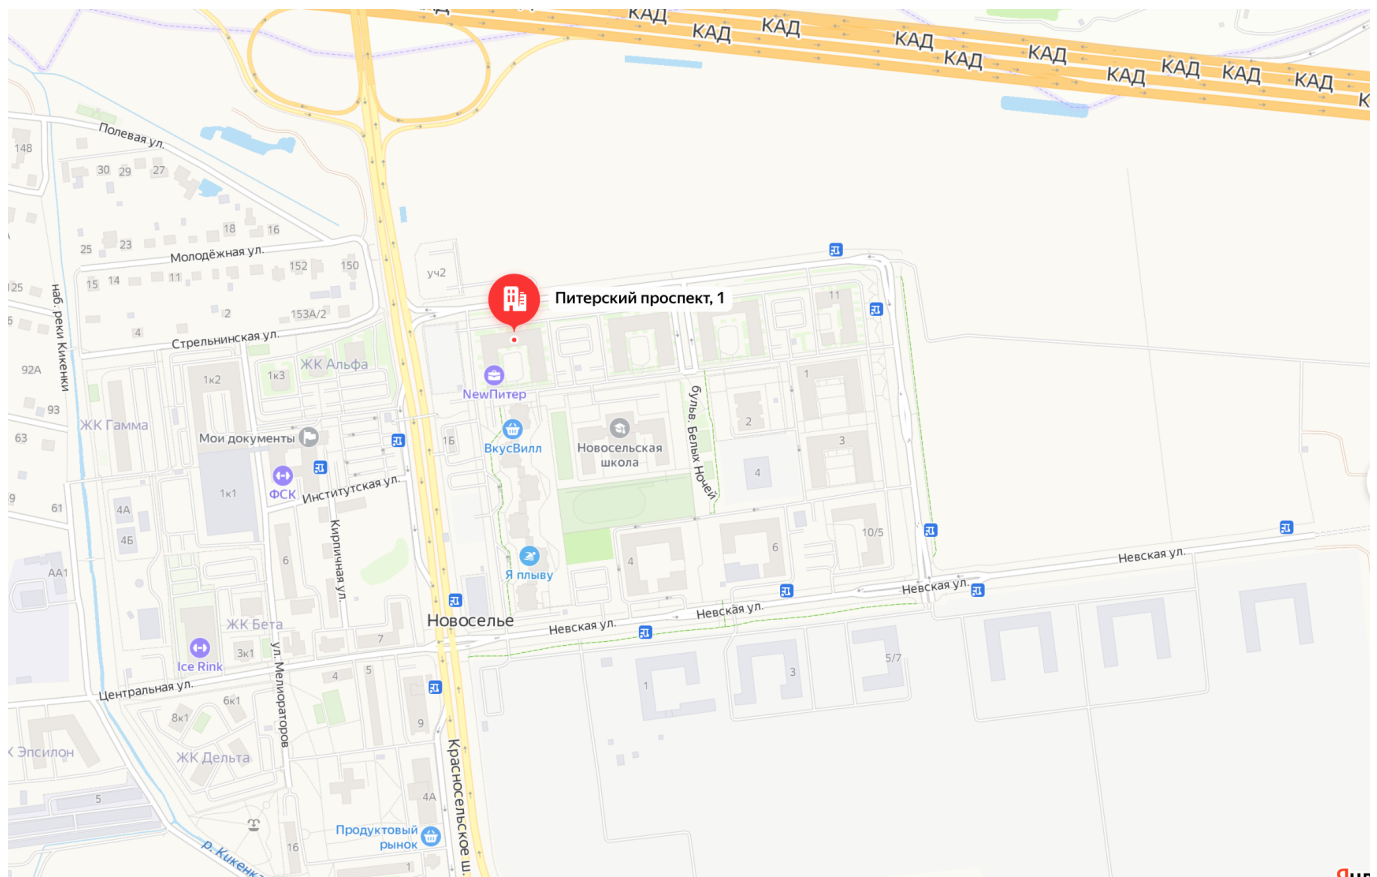 КАД
КАД
КАД
КАД
КАД
КАД
КАД
КАД
КАД
КАД
Полевая ул.
148
30
29
27
18
16
25
23
Молодёжная ул.
152
150
15
14
11
уч2
125
наб. реки Кикенки
2
153А/2
4
Стрельнинская ул.
Питерский проспект, 1
11
92А
1к2
1к3
ЖК Альфа
NewПитер
бульв. Белых Ночей
1
93
ЖК Гамма
63
Мои документы
1Б
ВкусВилл
Новосельская
школа
2
3
4
ФСК
1к1
Институтская ул.
61
4А
4Б
Кирпичная ул.
6
АА1
Я плыву
4
6
10/5
Невская ул.
Невская ул.
Невская ул.
Невская ул.
Новоселье
ЖК Бета
7
Ice Rink
3к1
ул. Мелиораторов
5
4
Центральная ул.
1
3
5/7
6к1
8к1
9
ЖК Эпсилон
ЖК Дельта
Красносельское ш.
5
4А
Продуктовый
рынок
16
1
р. Кикенка